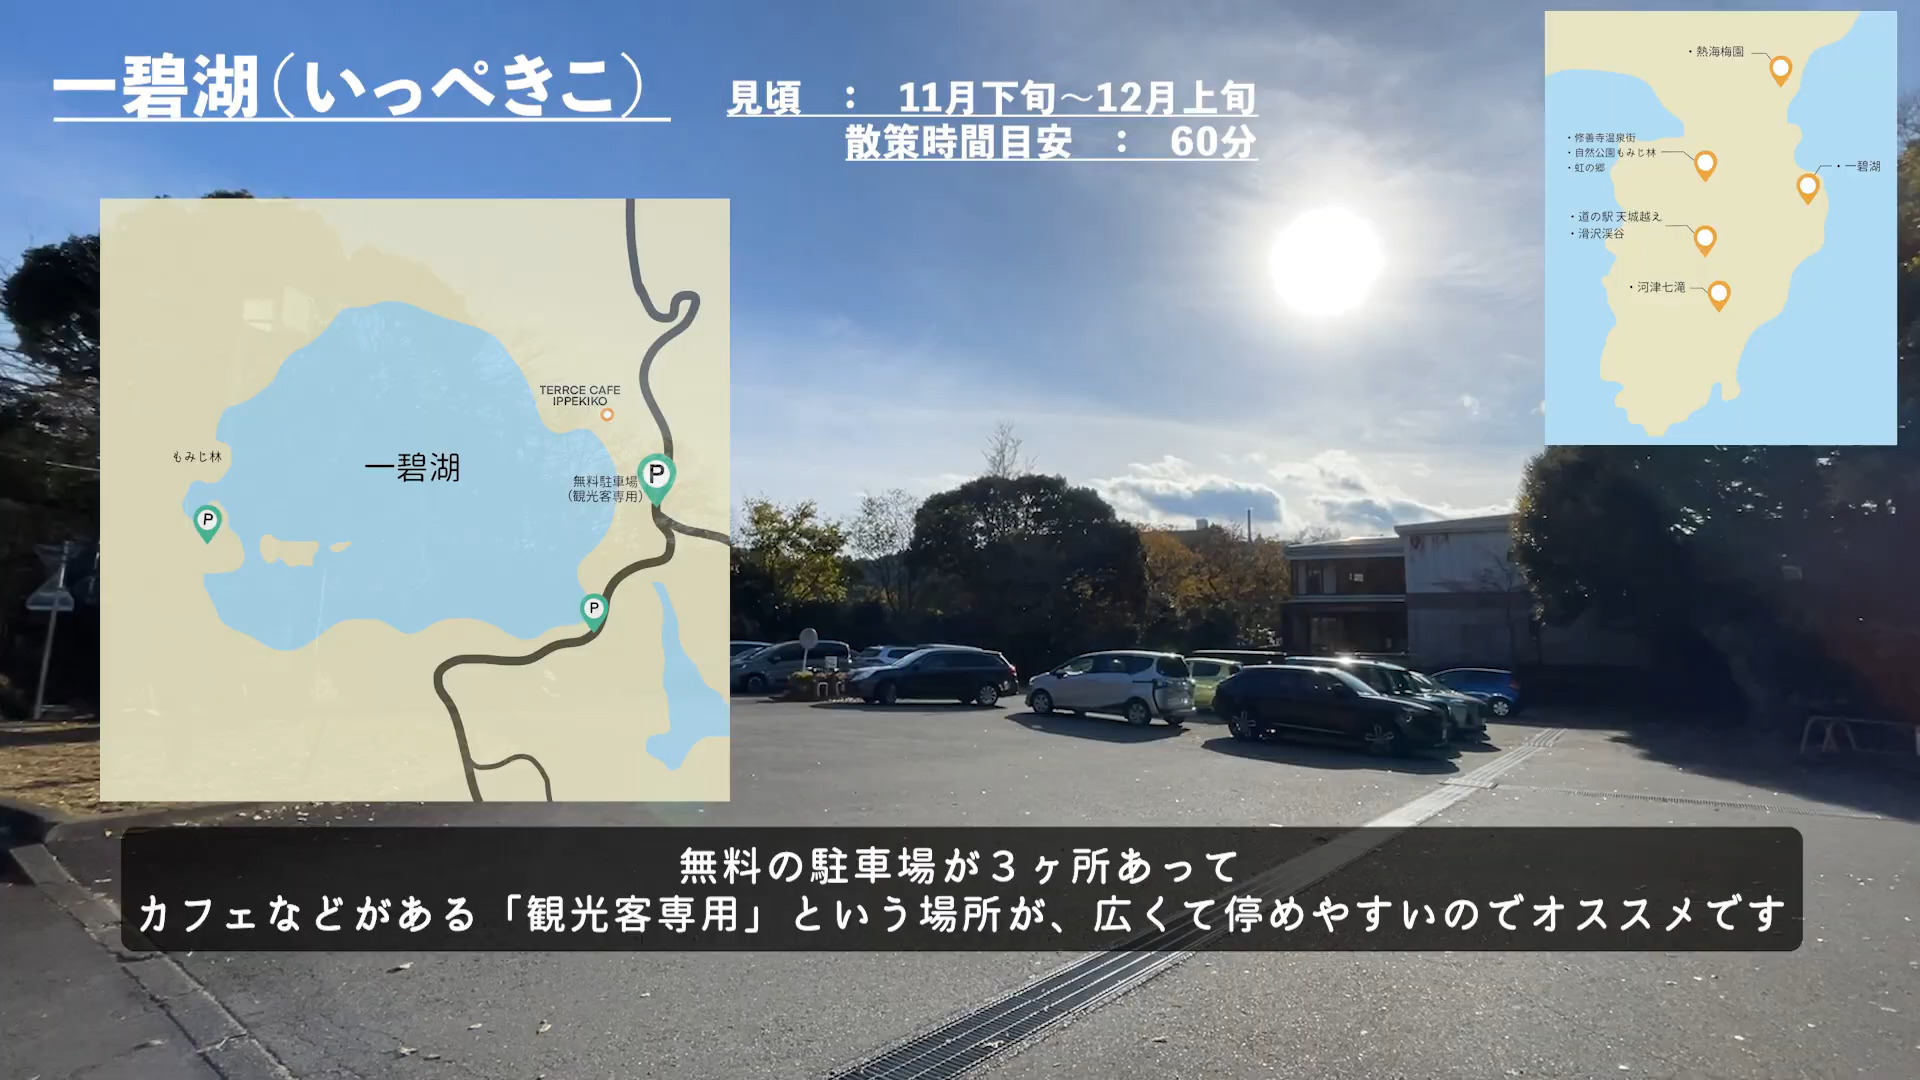 一碧湖（いっぺきこ）
見頃　：　11月下旬～12月上旬
散策時間目安　：　60分
・熱海梅園
・修善寺温泉街
・自然公園もみじ林
・虹の郷
・一碧湖
・道の駅 天城越え
・滑沢渓谷
・河津七滝
TERRCE CAFE
IPPEKIKO
もみじ林
一碧湖
無料駐車場
（観光客専用）
P
P
P
無料の駐車場が３ヶ所あって
カフェなどがある「観光客専用」という場所が、広くて停めやすいのでオススメです